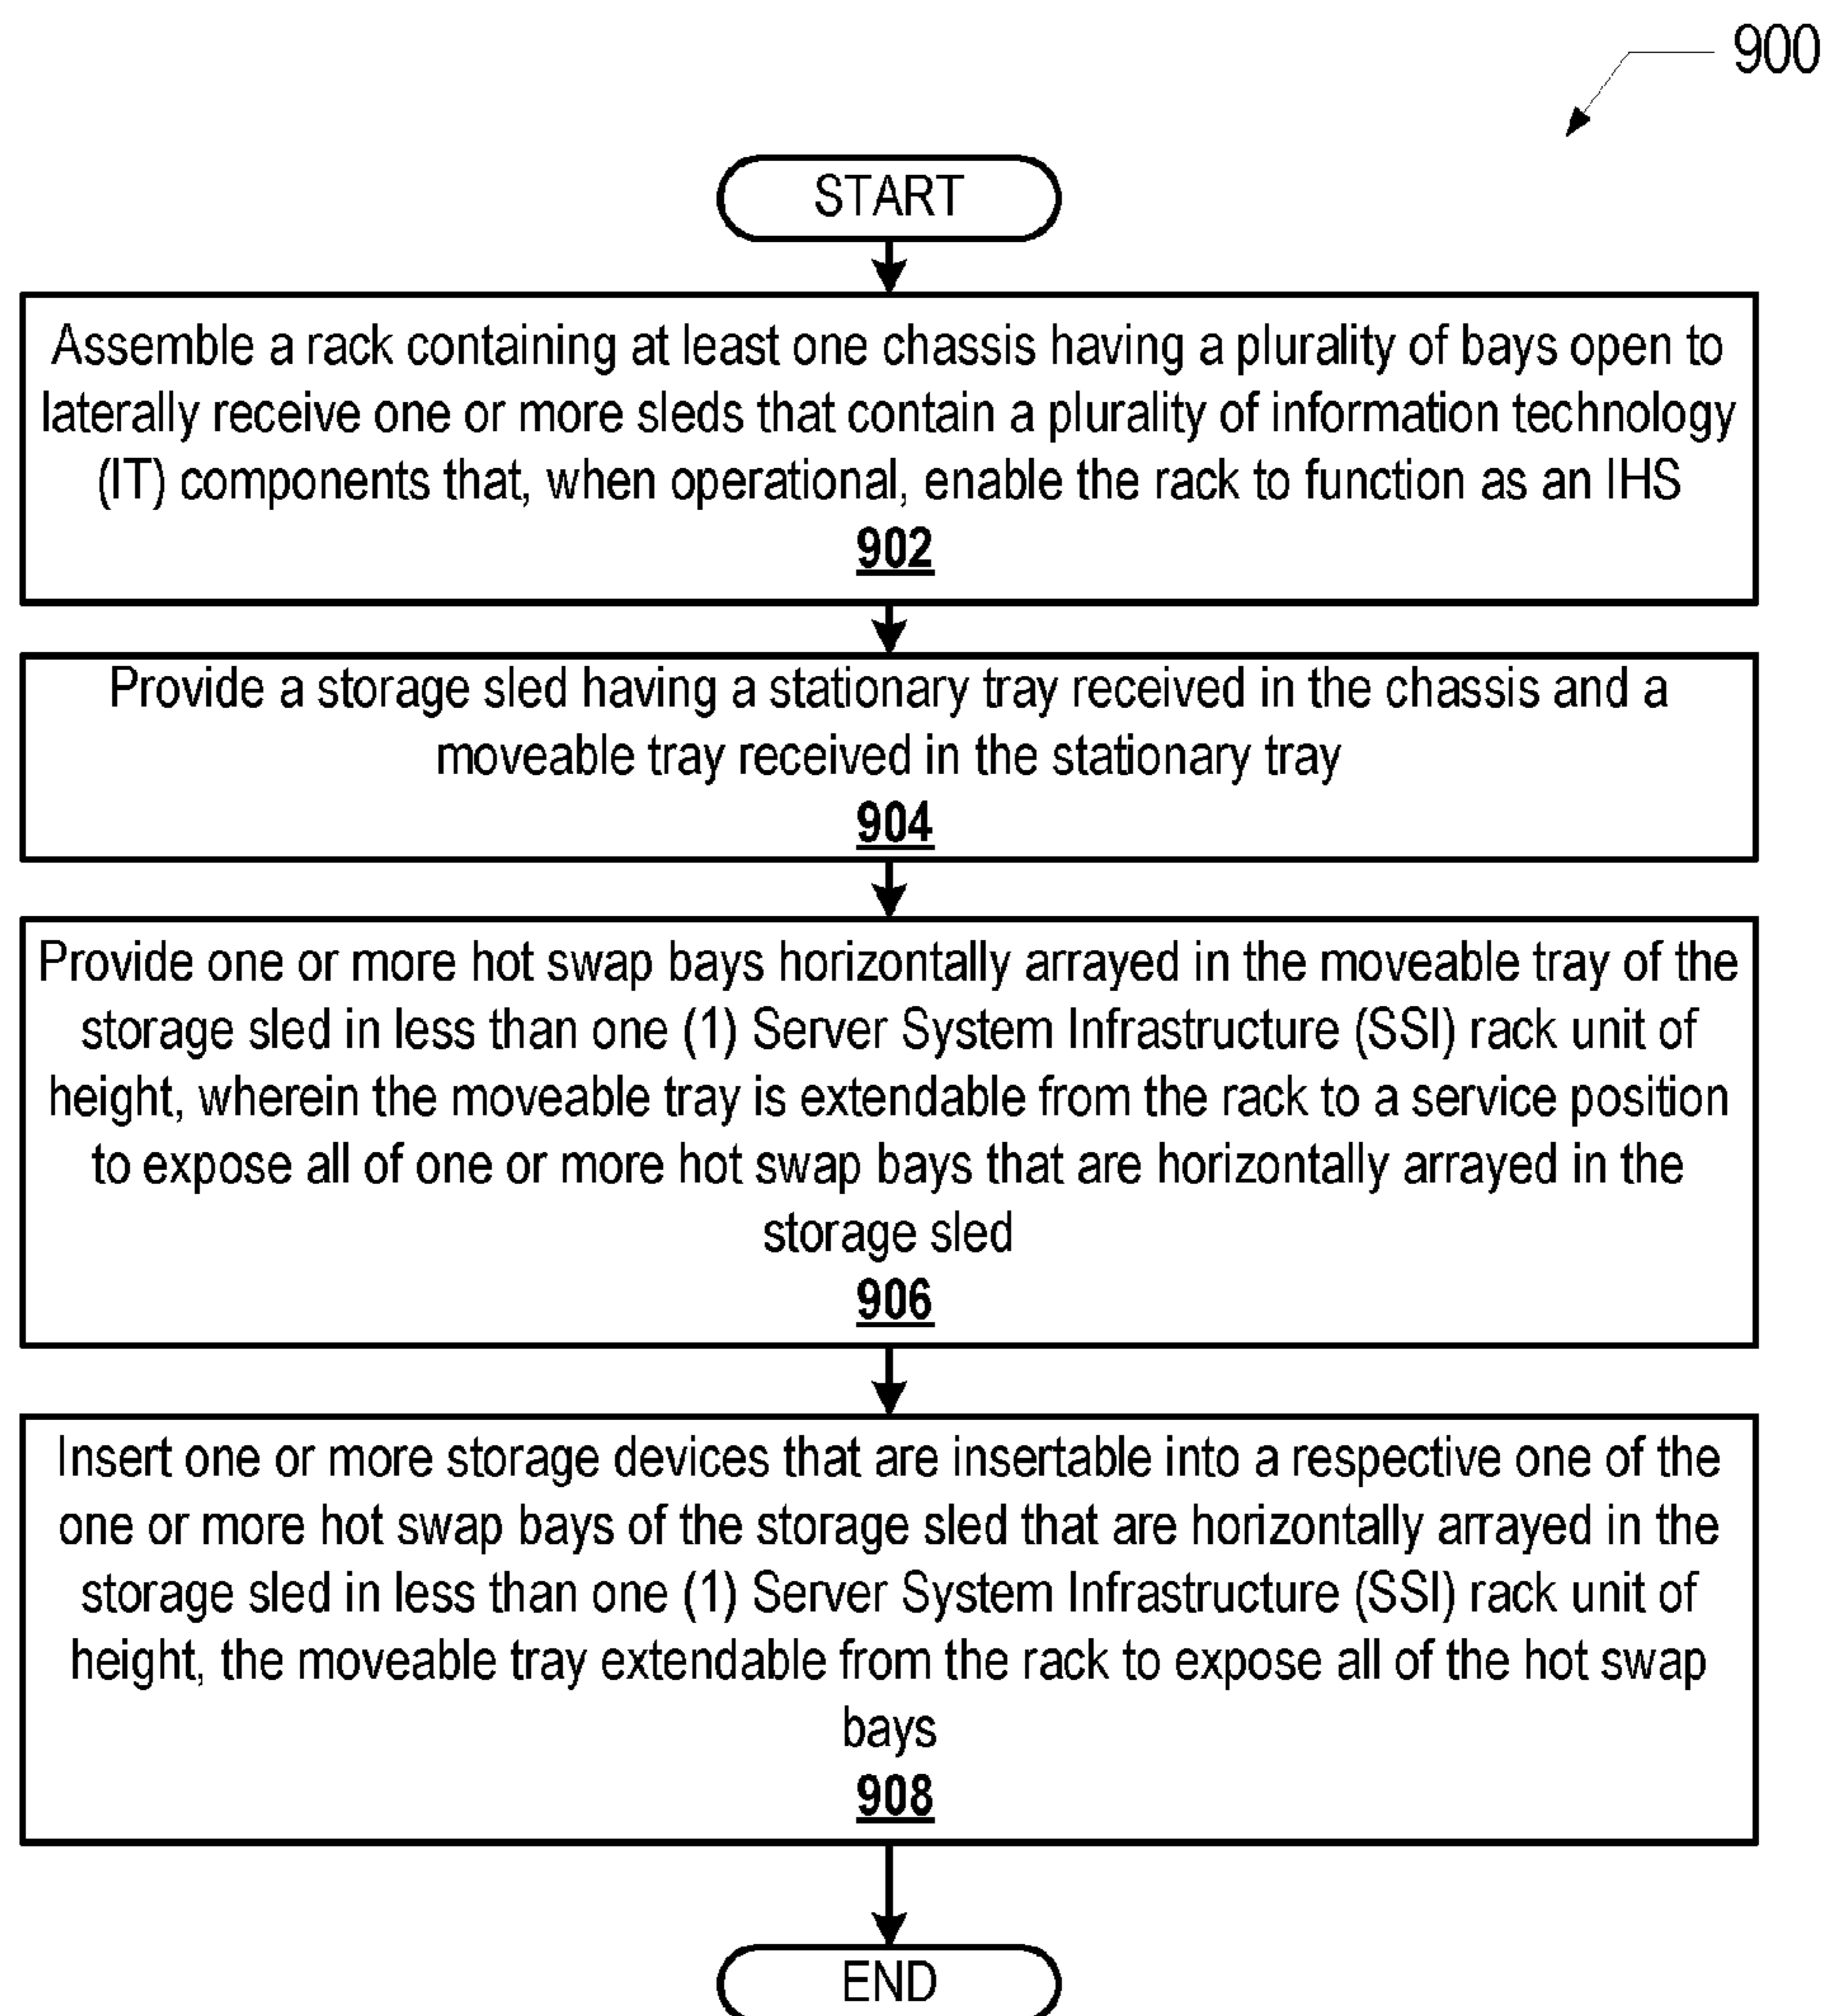 900
START
Assemble a rack containing at least one chassis having a plurality of bays open to
laterally receive one or more sleds that contain a plurality of information technology
(IT) components that, when operational, enable the rack to function as an IHS
902
Provide a storage sled having a stationary tray received in the chassis and a
moveable tray received in the stationary tray
904
Provide one or more hot swap bays horizontally arrayed in the moveable tray of the
storage sled in less than one (1) Server System Infrastructure (SSI) rack unit of
height, wherein the moveable tray is extendable from the rack to a service position
to expose all of one or more hot swap bays that are horizontally arrayed in the
storage sled
906
Insert one or more storage devices that are insertable into a respective one of the
one or more hot swap bays of the storage sled that are horizontally arrayed in the
storage sled in less than one (1) Server System Infrastructure (SSI) rack unit of
height, the moveable tray extendable from the rack to expose all of the hot swap
bays
908
END